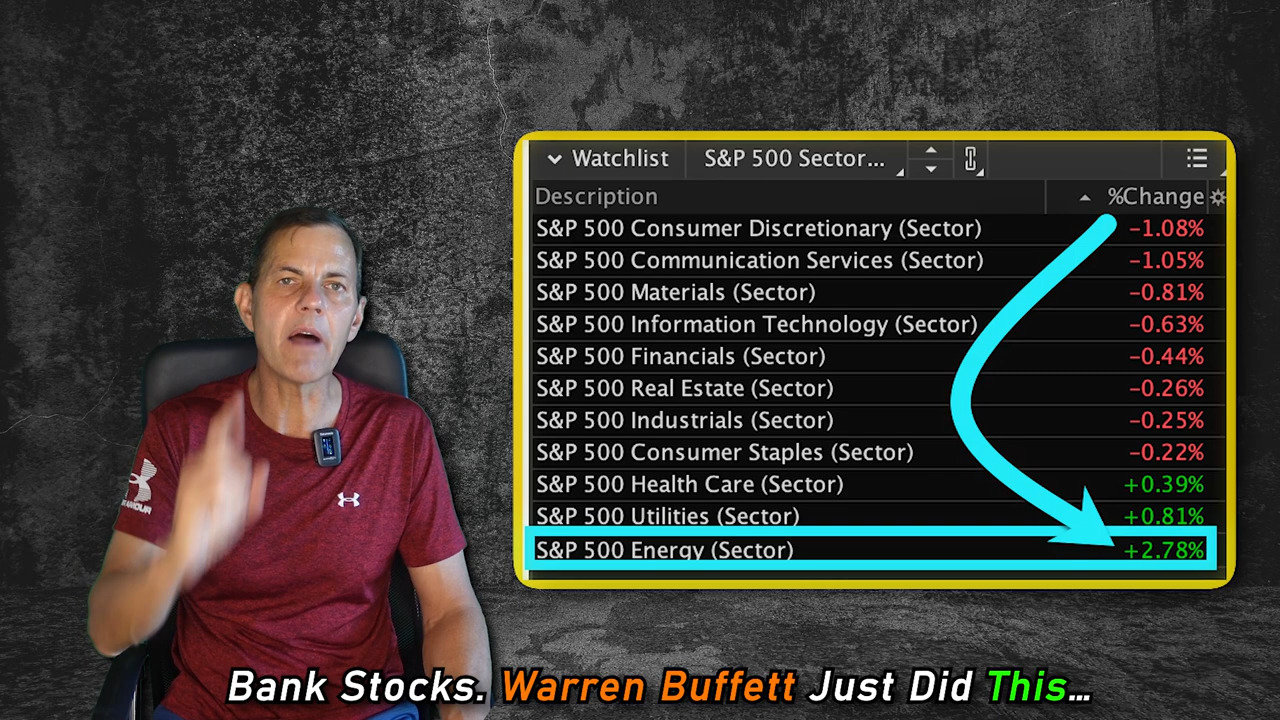 Watchlist S&P 500 Sector...
Description %Change
S&P 500 Consumer Discretionary (Sector) -1.08%
S&P 500 Communication Services (Sector) -1.05%
S&P 500 Materials (Sector) -0.81%
S&P 500 Information Technology (Sector) -0.63%
S&P 500 Financials (Sector) -0.44%
S&P 500 Real Estate (Sector) -0.26%
S&P 500 Industrials (Sector) -0.25%
S&P 500 Consumer Staples (Sector) -0.22%
S&P 500 Health Care (Sector) +0.39%
S&P 500 Utilities (Sector) +0.81%
S&P 500 Energy (Sector) +2.78%
Bank Stocks. Warren Buffett Just Did This...